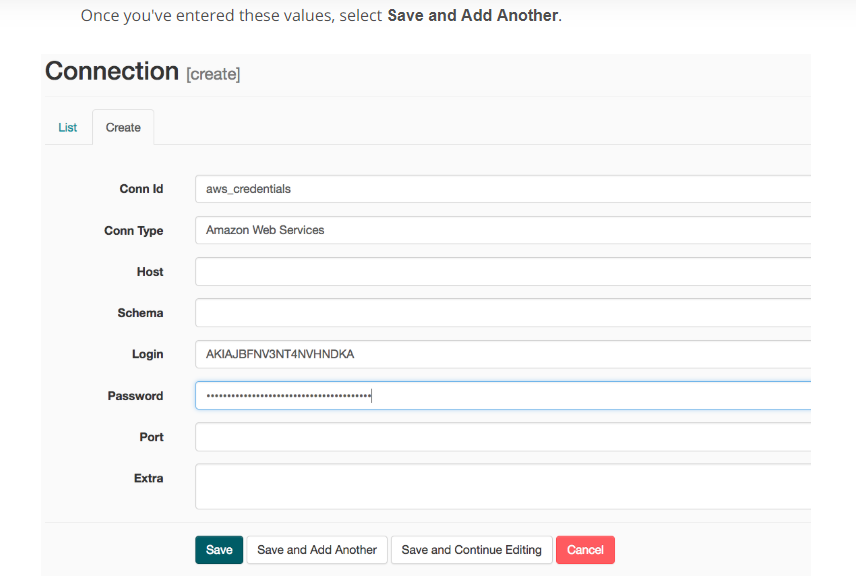 Once you've entered these values, select Save and Add Another.
Connection [create]
List Create
Conn Id aws_credentials
Conn Type Amazon Web Services
Host
Schema
Login AKIAJBFNV3NT4NVHNDKA
Password ••••••••••••••••••••••••••••••••••••••••
Port
Extra
Save Save and Add Another Save and Continue Editing Cancel